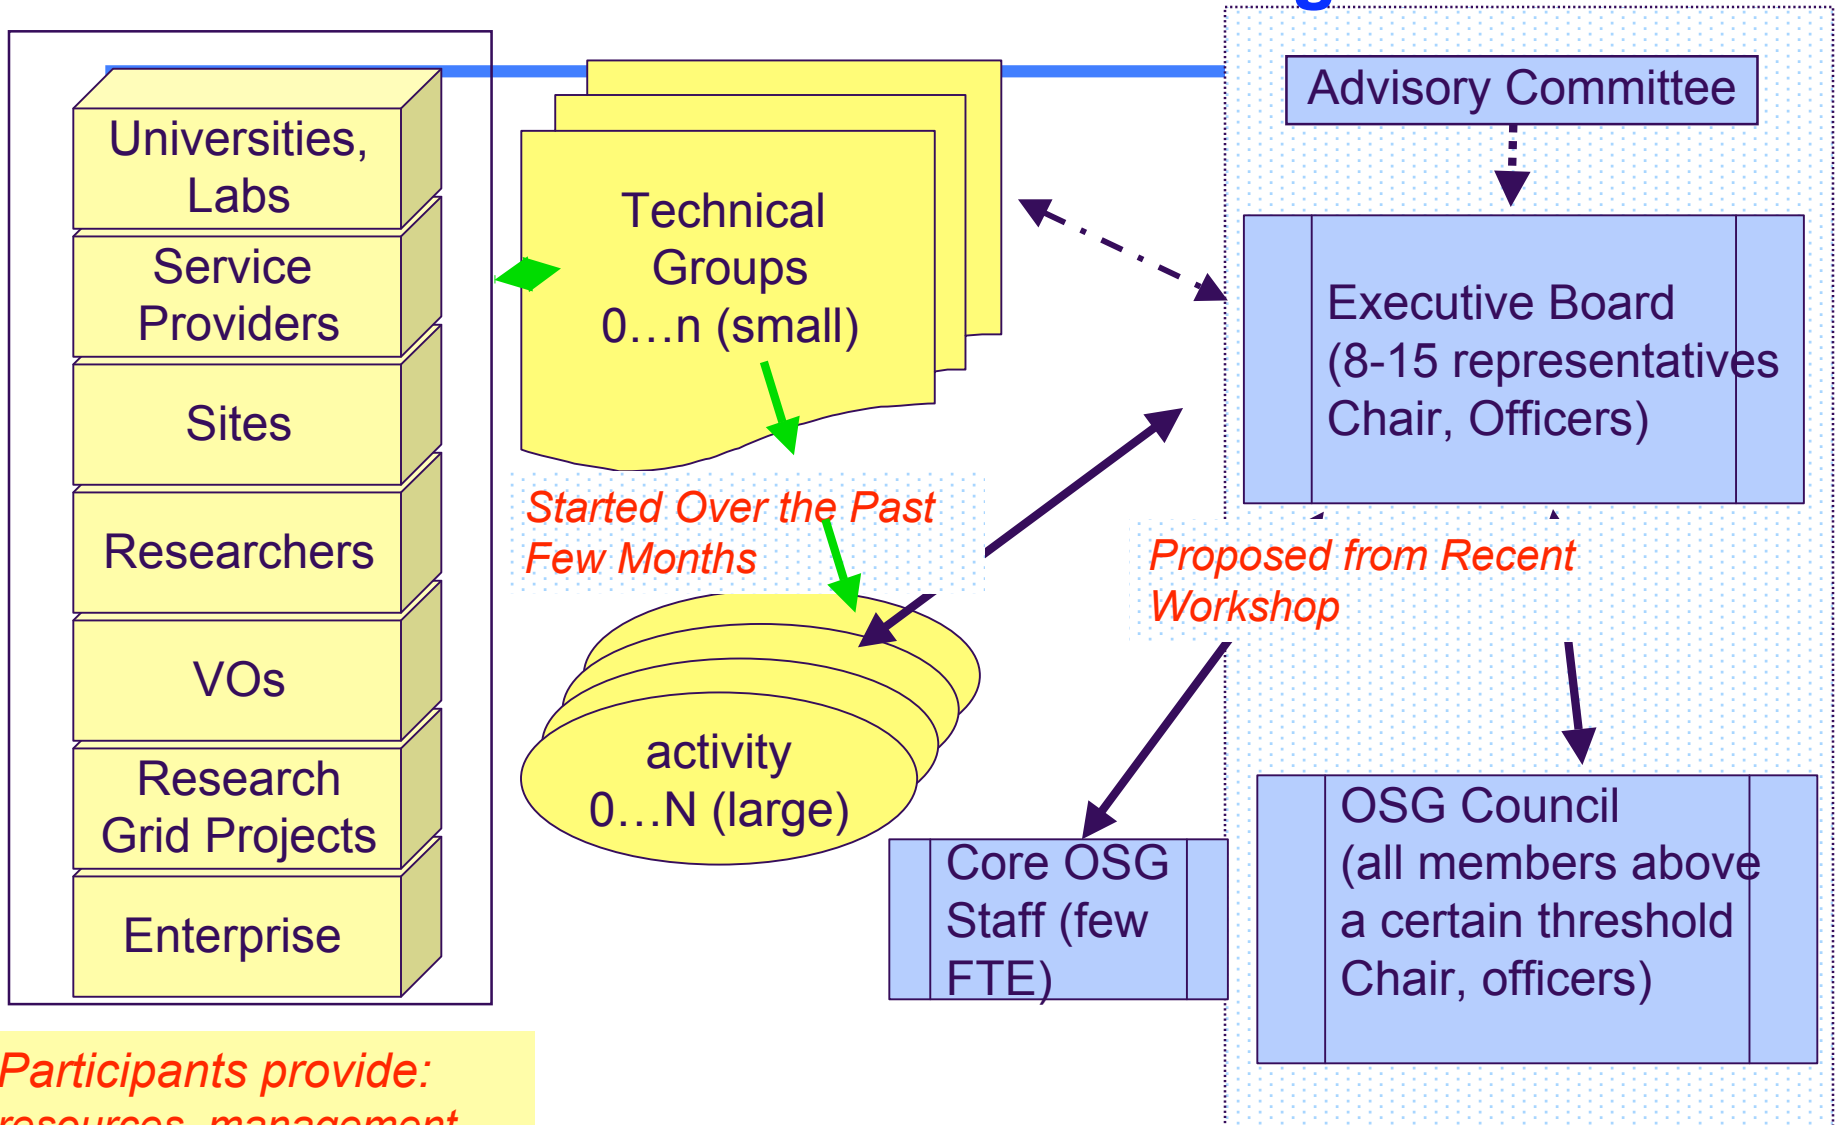 Universities,
Labs
Service
Providers
Sites
Researchers
VOs
Research
Grid Projects
Enterprise
Participants provide:
resources, management
Technical
Groups
0…n (small)
Started Over the Past
Few Months
activity
0…N (large)
Advisory Committee
Executive Board
(8-15 representatives
Chair, Officers)
Proposed from Recent
Workshop
Core OSG
Staff (few
FTE)
OSG Council
(all members above
a certain threshold
Chair, officers)